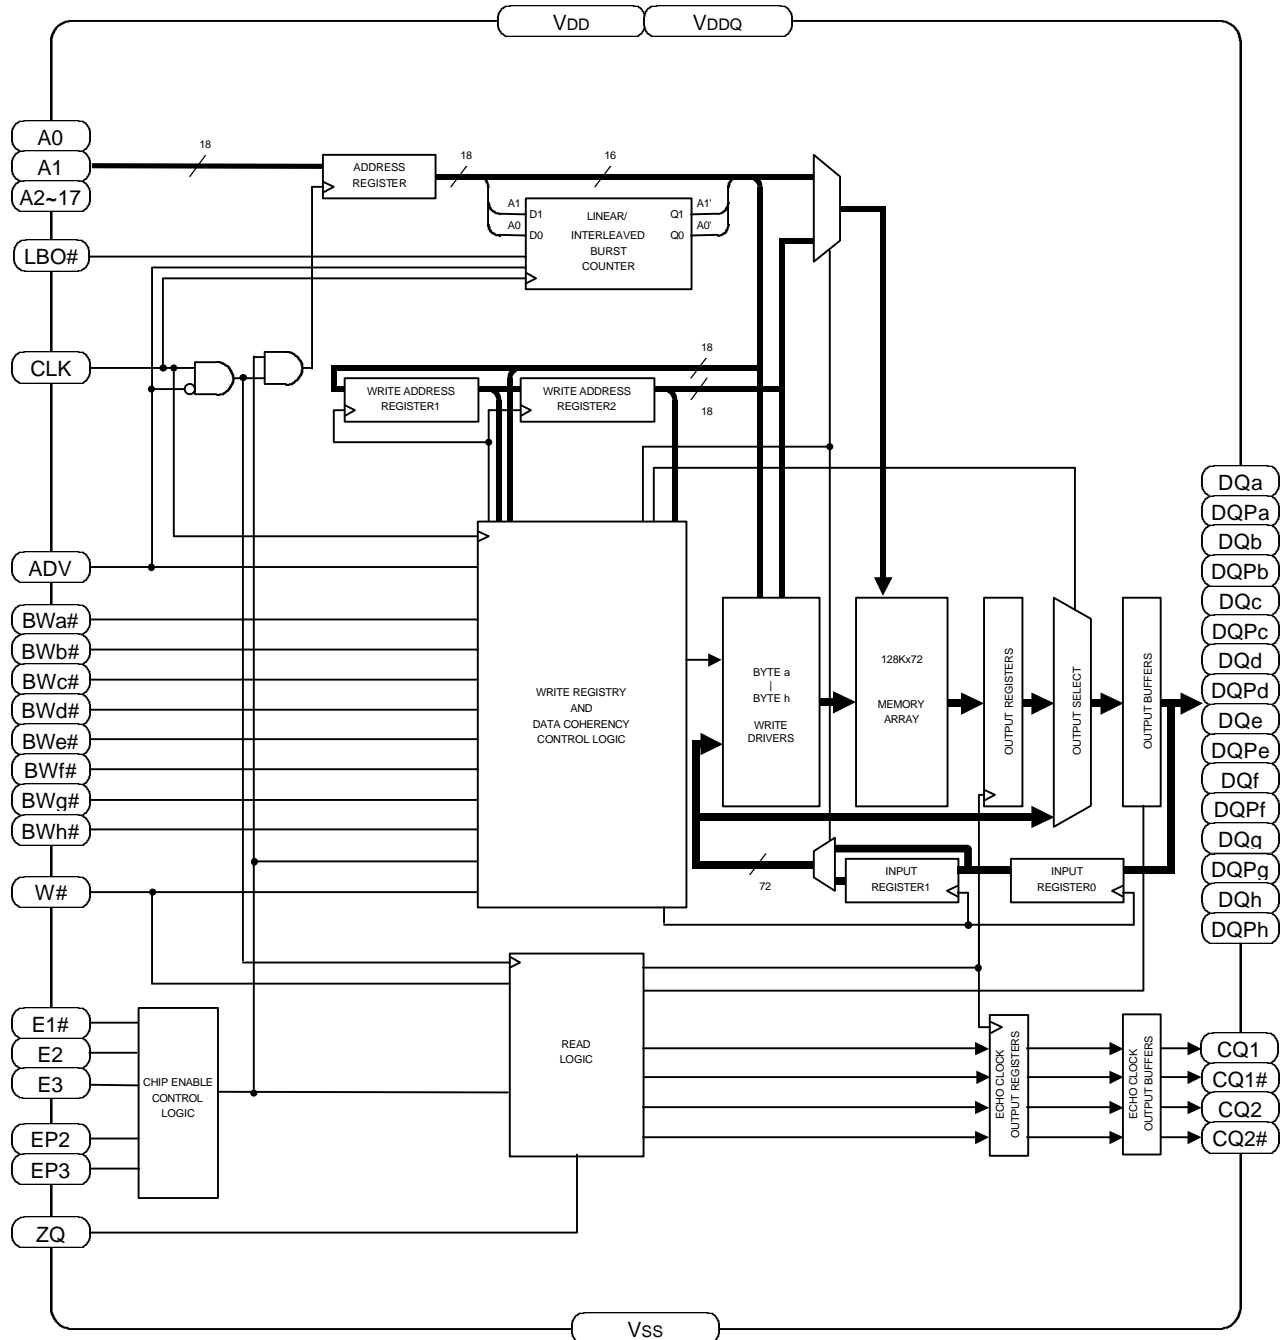 VDD
VDDQ
A0
A1
A2~17
18
ADDRESS
REGISTER
18
16
A1
D1
A0
D0
LINEAR/
INTERLEAVED
BURST
COUNTER
Q1
A1'
Q0
A0'
LBO#
CLK
18
WRITE ADDRESS
REGISTER1
WRITE ADDRESS
REGISTER2
18
ADV
BWa#
BWb#
BWc#
BWd#
BWe#
BWf#
BWg#
BWh#
W#
WRITE REGISTRY
AND
DATA COHERENCY
CONTROL LOGIC
BYTE a
|
BYTE h
WRITE
DRIVERS
128Kx72
MEMORY
ARRAY
OUTPUT REGISTERS
OUTPUT SELECT
OUTPUT BUFFERS
72
INPUT
REGISTER1
INPUT
REGISTER0
DQa
DQPa
DQb
DQPb
DQc
DQPc
DQd
DQPd
DQe
DQPe
DQf
DQPf
DQg
DQPg
DQh
DQPh
E1#
E2
E3
EP2
EP3
ZQ
CHIP ENABLE
CONTROL
LOGIC
READ
LOGIC
ECHO CLOCK
OUTPUT REGISTERS
ECHO CLOCK
OUTPUT BUFFERS
CQ1
CQ1#
CQ2
CQ2#
VSS